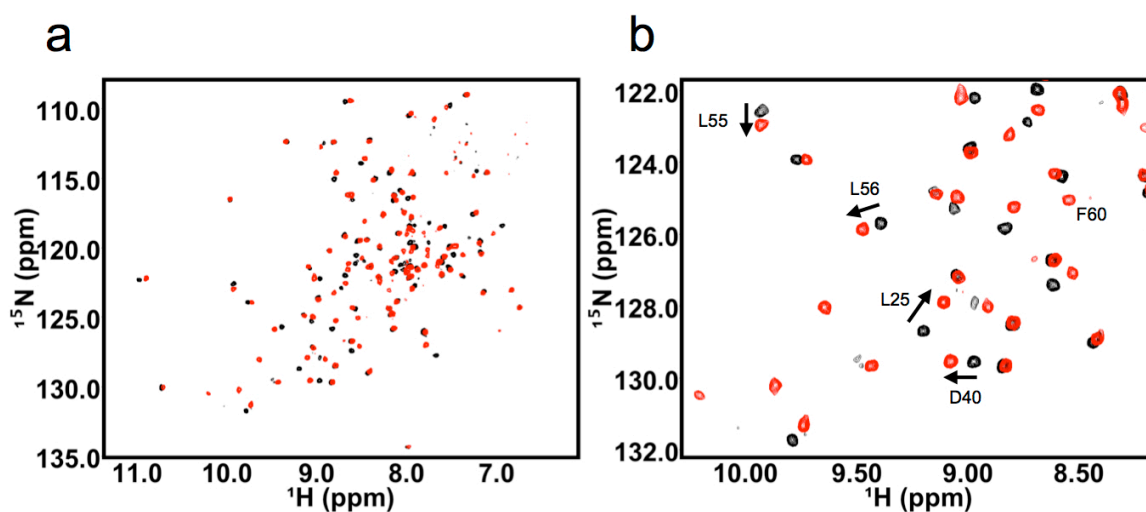 a
b
110.0
115.0
120.0
125.0
130.0
135.0
¹⁵N (ppm)
11.0 10.0 9.0 8.0 7.0
¹H (ppm)
122.0
124.0
126.0
128.0
130.0
132.0
¹⁵N (ppm)
L55
L56
F60
L25
D40
10.00 9.50 9.00 8.50
¹H (ppm)